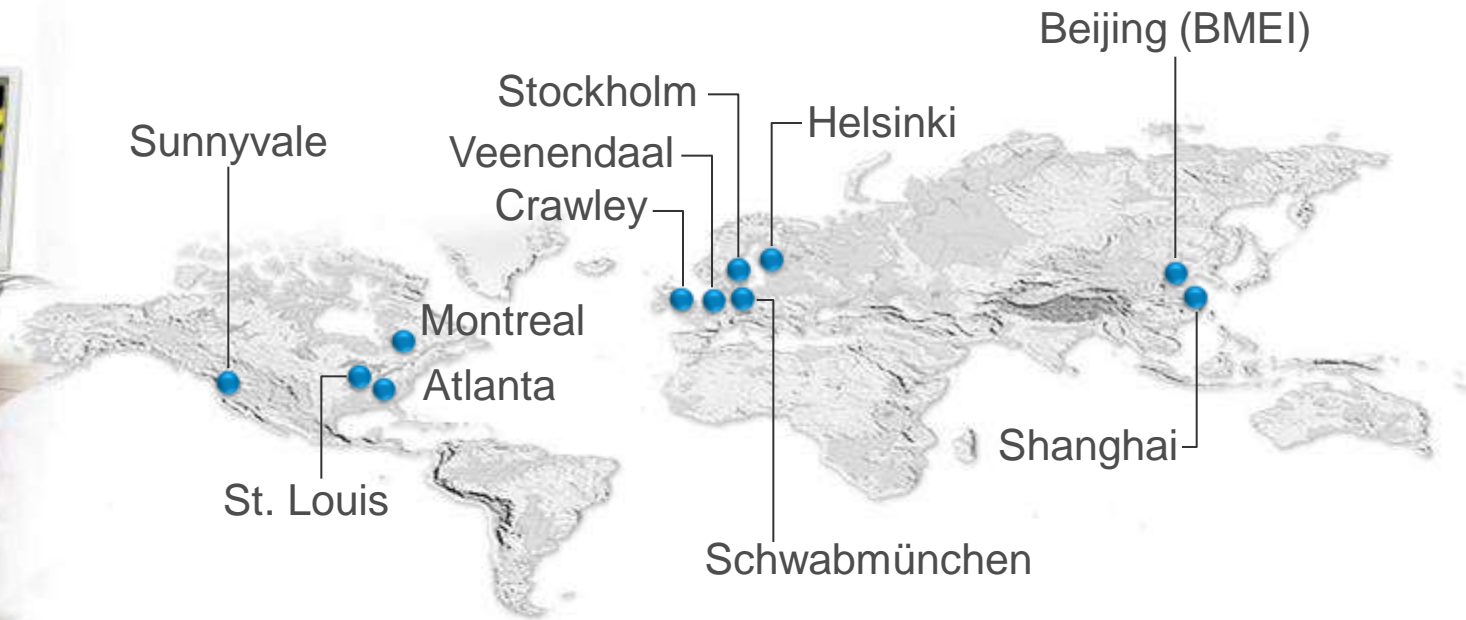 Beijing (BMEI)
Stockholm
Helsinki
Sunnyvale
Veenendaal
Crawley
Montreal
Atlanta
Shanghai
St. Louis
Schwabmünchen